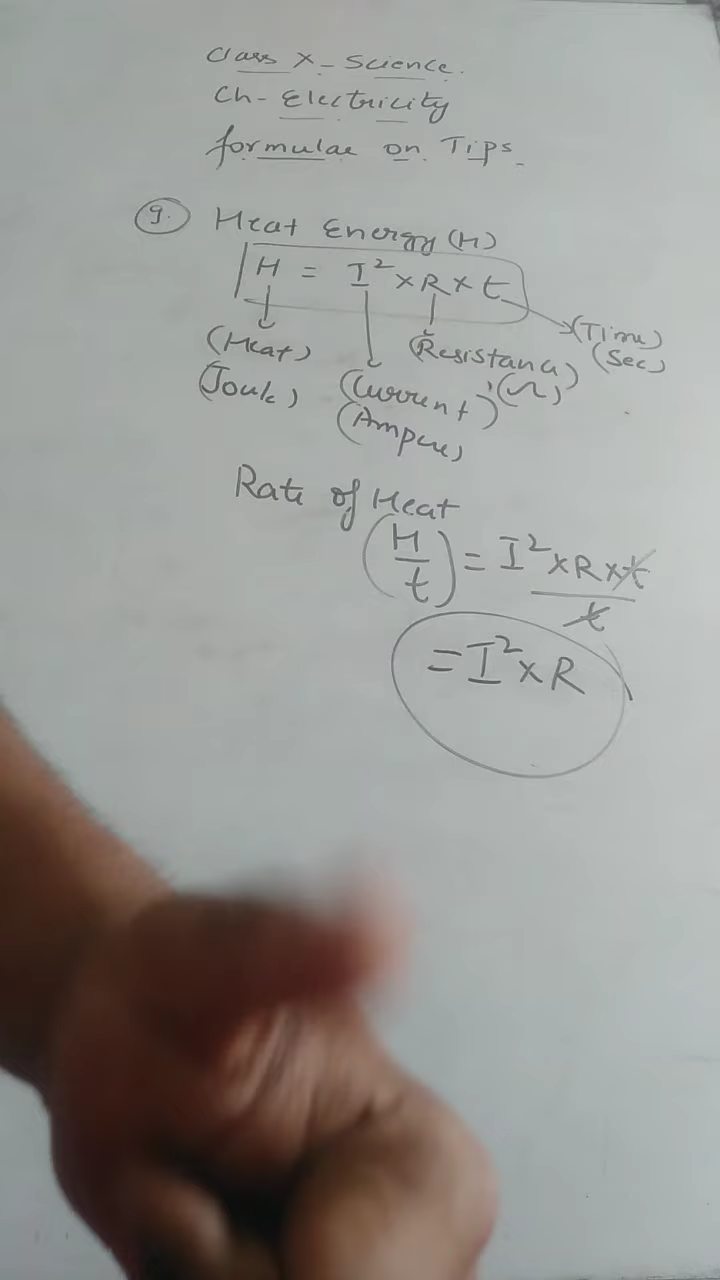 Class X - Science.
Ch- Electricity
formulae on Tips.
9. Heat Energy (H)
H = I² × R × t
(Heat) (Resistance) (Time)
(Joule) (Current) (Ω) (Sec)
(Ampere)
Rate of Heat
(H/t) = I² × R × t / t
= I² × R